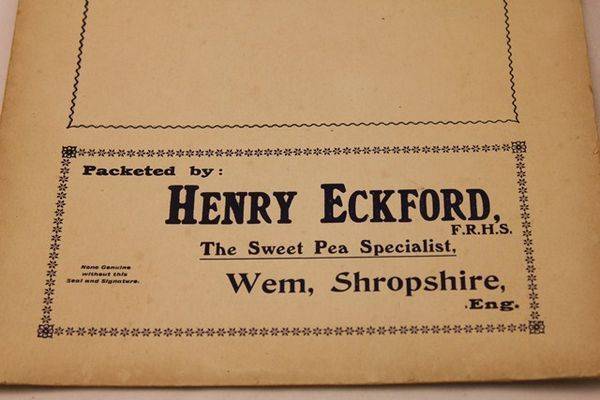 Packeted by:
HENRY ECKFORD,
F.R.H.S.
The Sweet Pea Specialist,
None Genuine
without this
Seal and Signature.
Wem, Shropshire,
Eng.